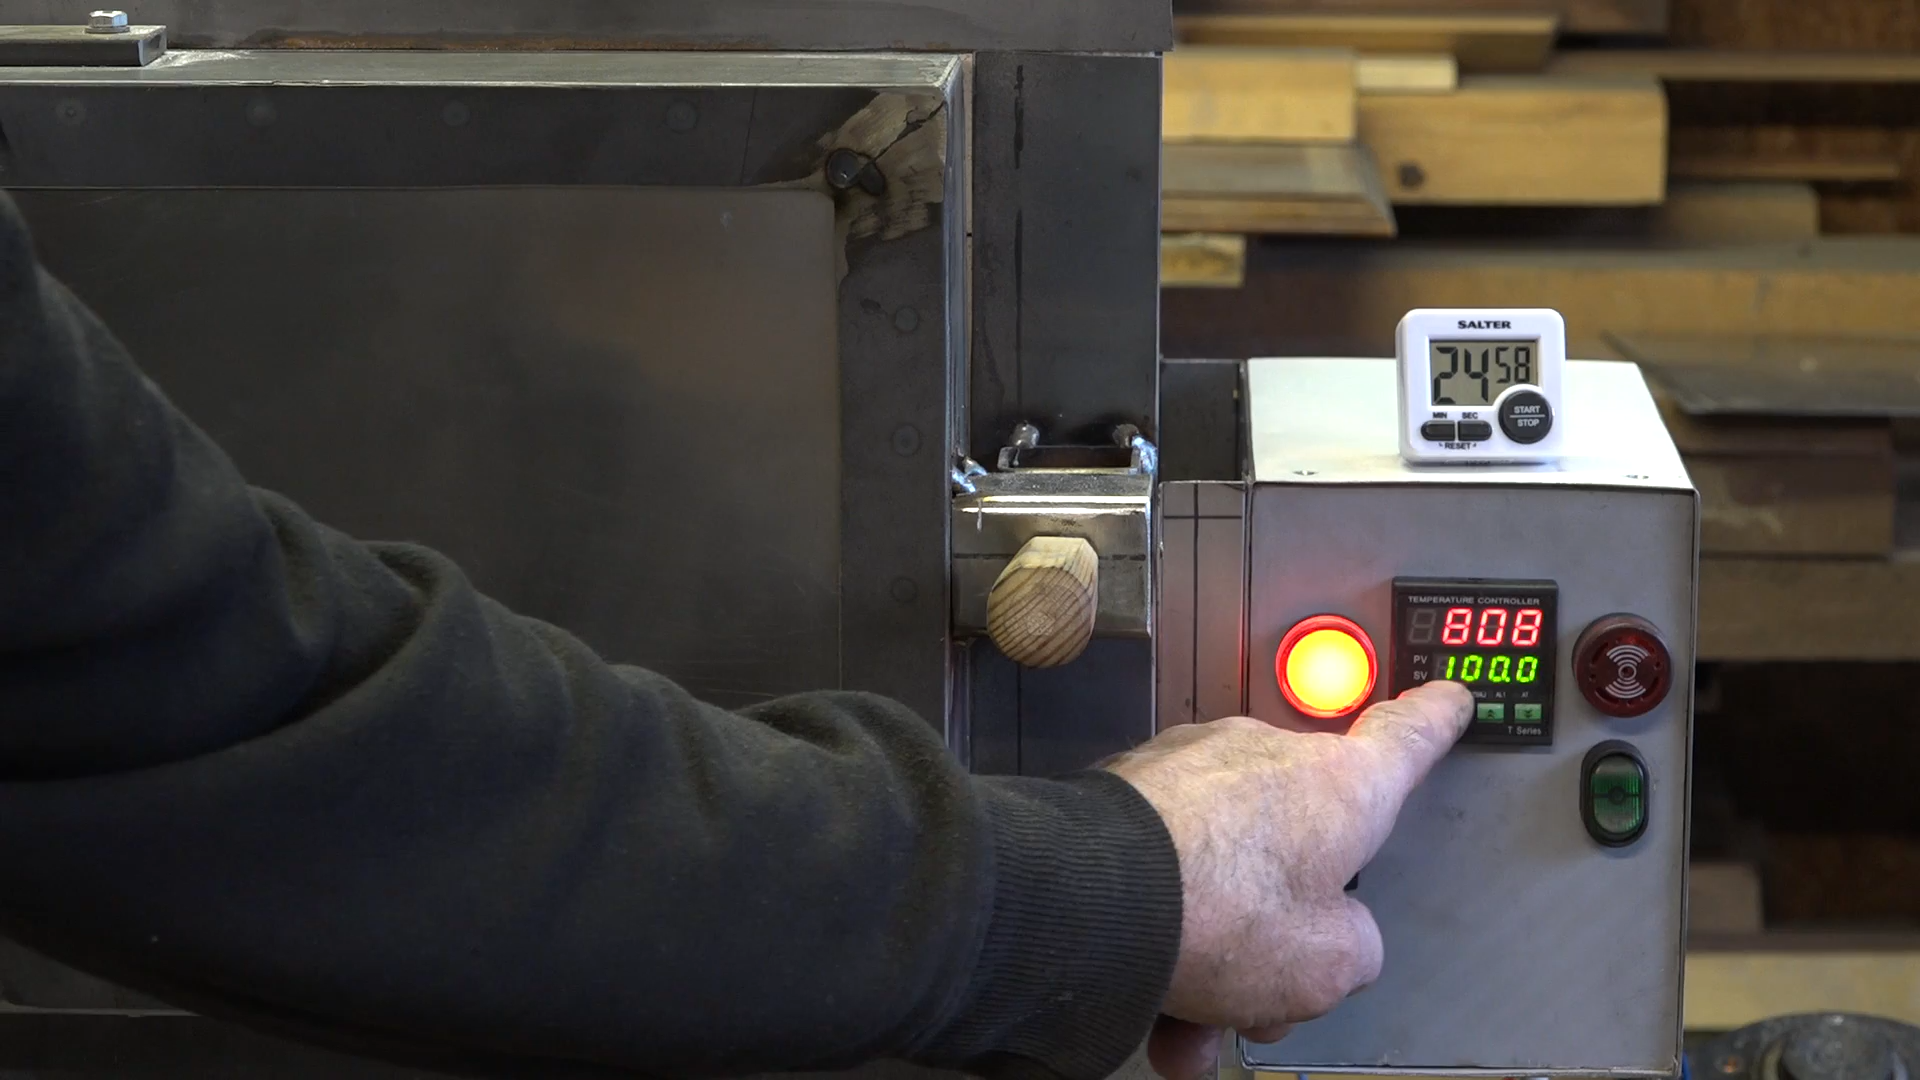 SALTER
24 58
MIN SEC
START
STOP
RESET
TEMPERATURE CONTROLLER
808
PV
100.0
SV
AL1 AT
T Series